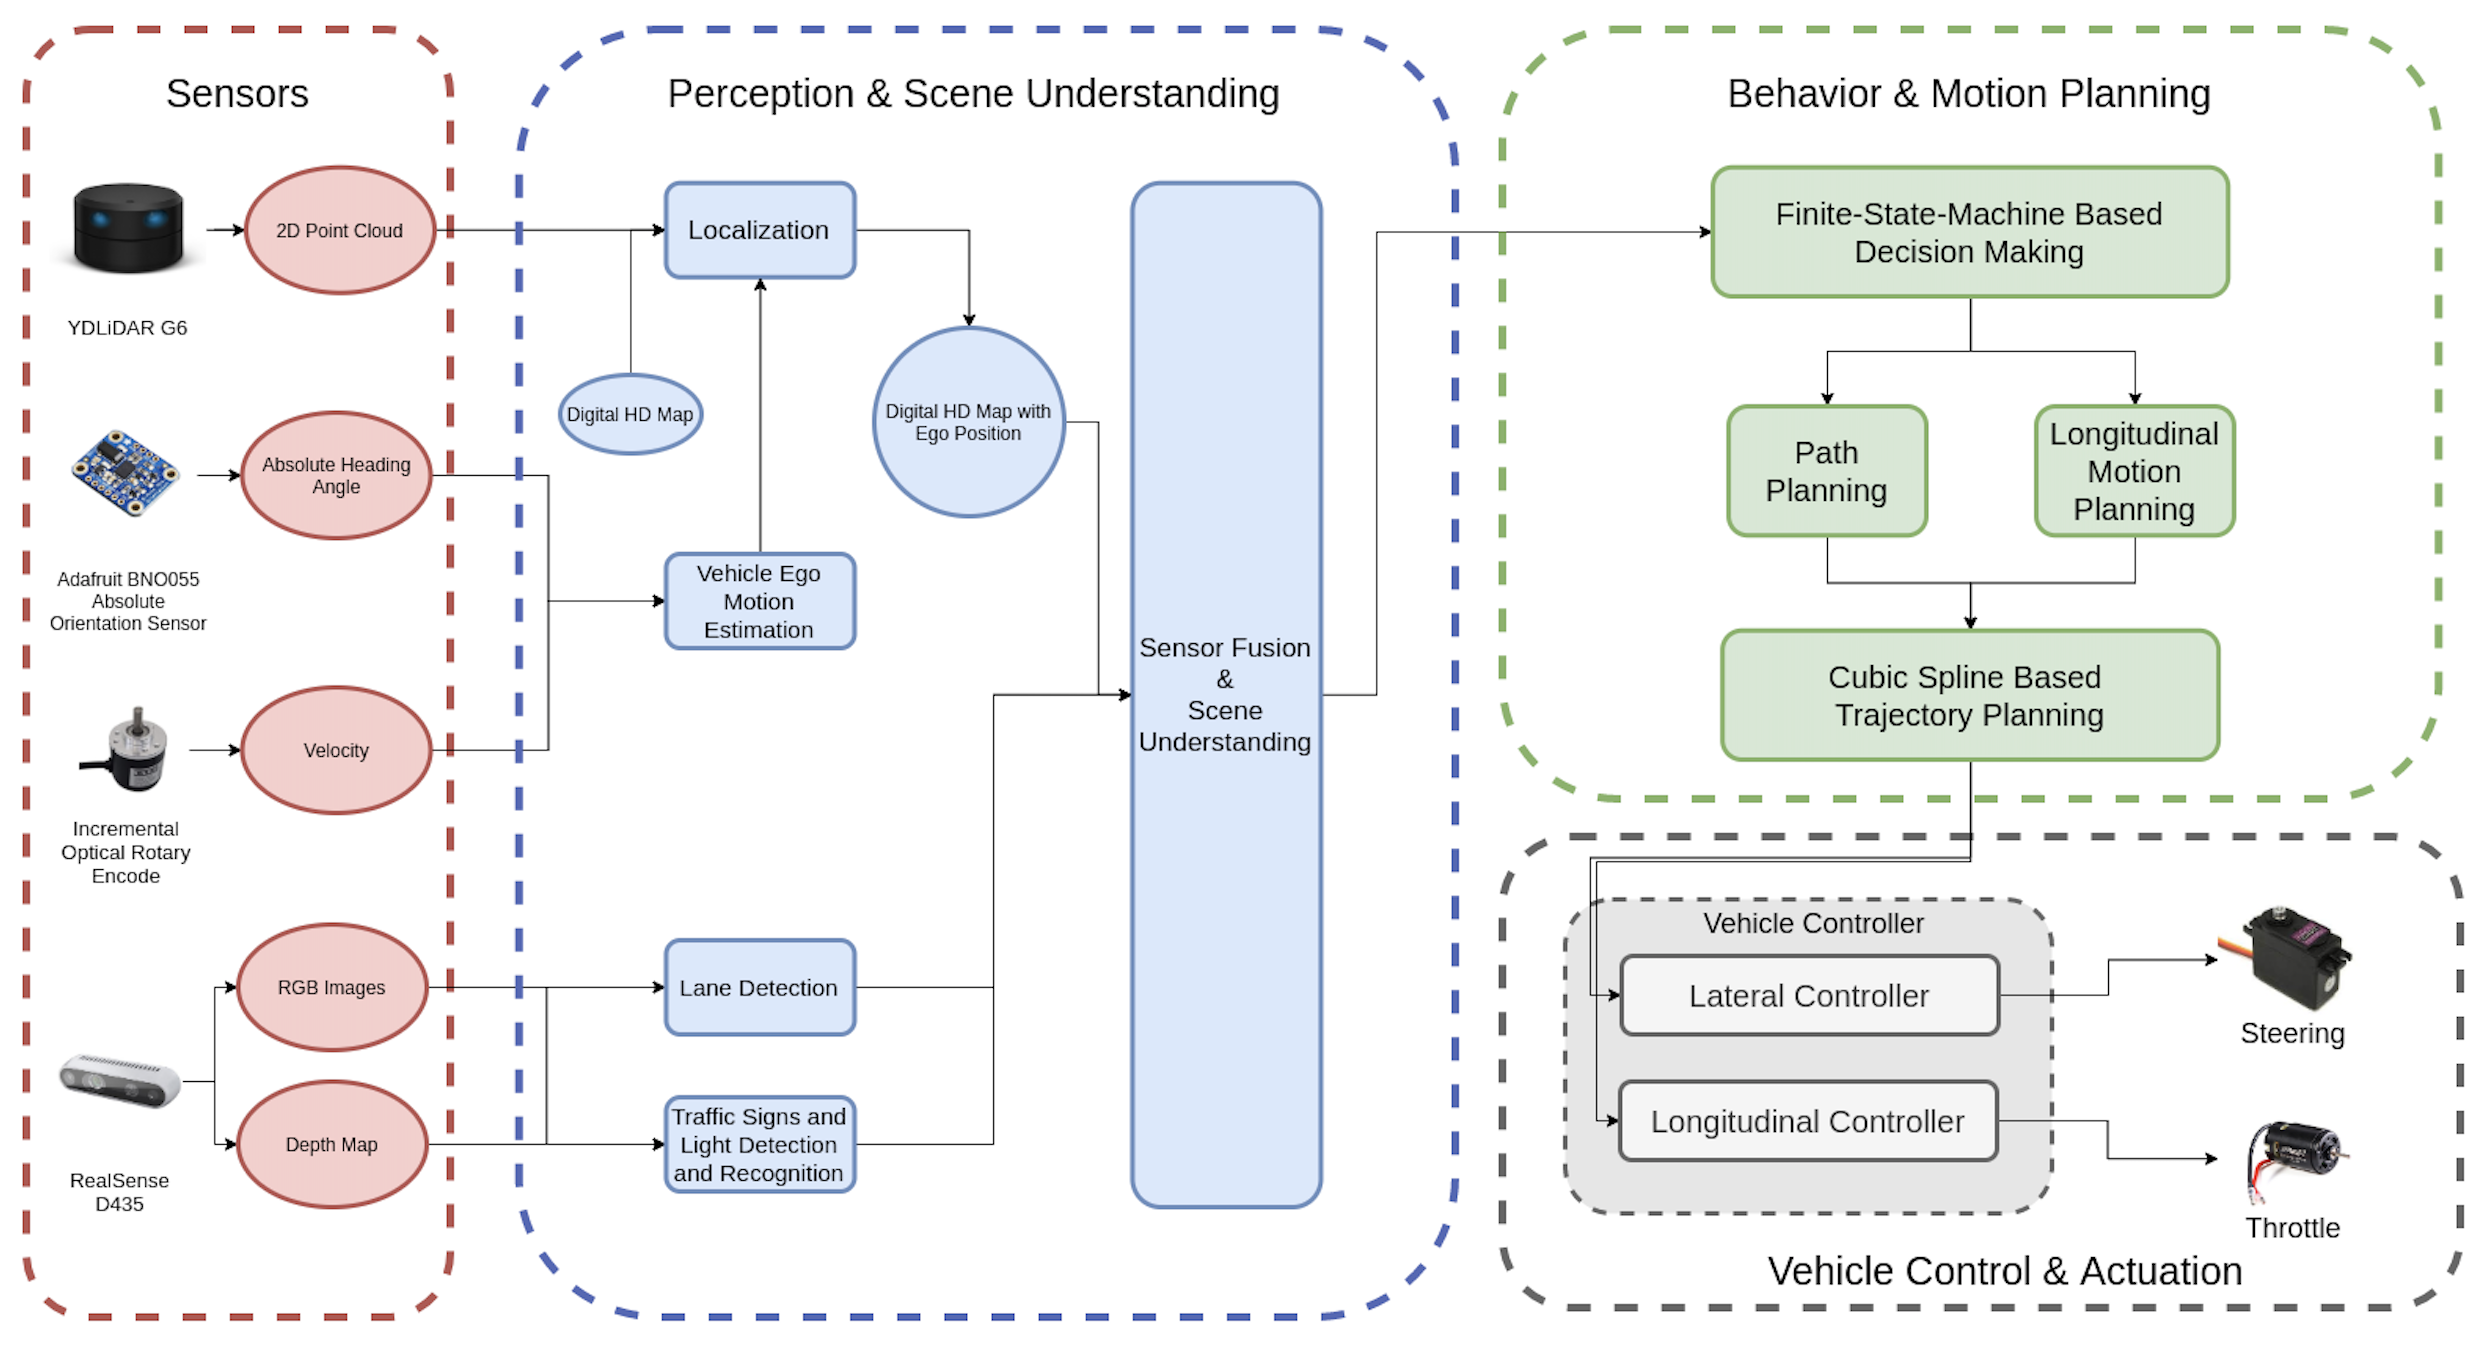 Sensors
2D Point Cloud
YDLiDAR G6
Absolute Heading
Angle
Adafruit BNO055
Absolute
Orientation Sensor
Velocity
Incremental
Optical Rotary
Encode
RGB Images
Depth Map
RealSense
D435
Perception & Scene Understanding
Localization
Digital HD Map
Digital HD Map with
Ego Position
Vehicle Ego
Motion
Estimation
Lane Detection
Traffic Signs and
Light Detection
and Recognition
Sensor Fusion
&
Scene
Understanding
Behavior & Motion Planning
Finite-State-Machine Based
Decision Making
Path
Planning
Longitudinal
Motion
Planning
Cubic Spline Based
Trajectory Planning
Vehicle Controller
Lateral Controller
Longitudinal Controller
Steering
Throttle
Vehicle Control & Actuation